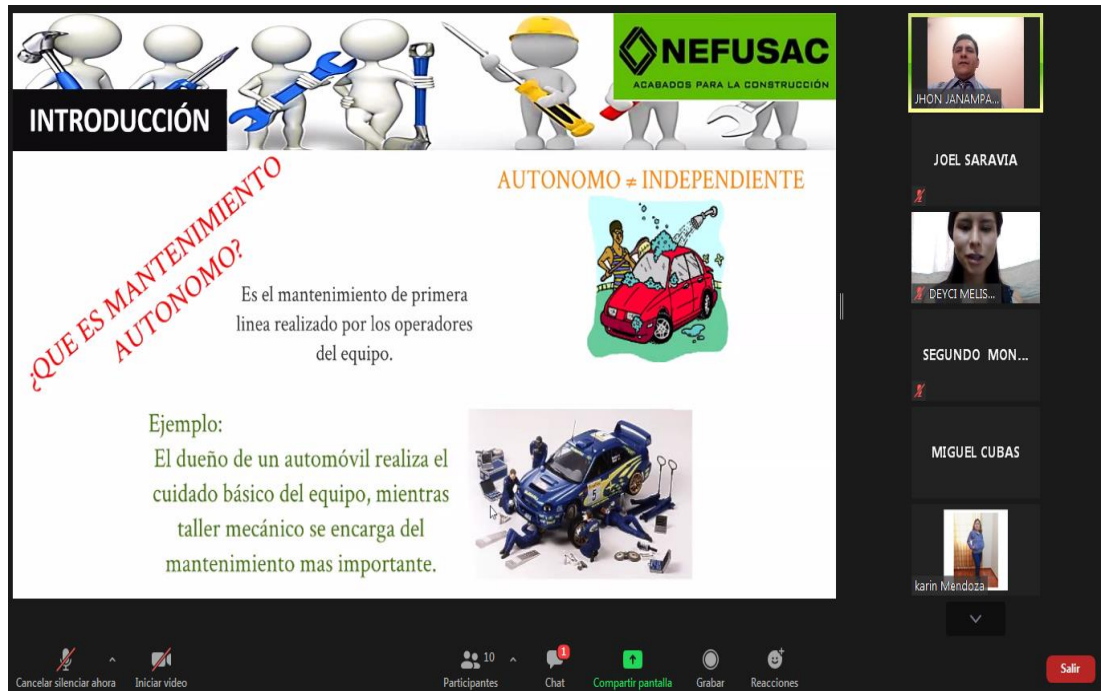 NEFUSAC
ACABADOS PARA LA CONSTRUCCIÓN
INTRODUCCIÓN
¿QUE ES MANTENIMIENTO
AUTONOMO?
AUTONOMO ≠ INDEPENDIENTE
Es el mantenimiento de primera
linea realizado por los operadores
del equipo.
Ejemplo:
El dueño de un automóvil realiza el
cuidado básico del equipo, mientras
taller mecánico se encarga del
mantenimiento mas importante.
5
JHON JANAMPA...
JOEL SARAVIA
DEYCI MELIS...
SEGUNDO MON...
MIGUEL CUBAS
karin Mendoza
Cancelar silenciar ahora
Iniciar video
10
Participantes
1
Chat
Compartir pantalla
Grabar
Reacciones
Salir